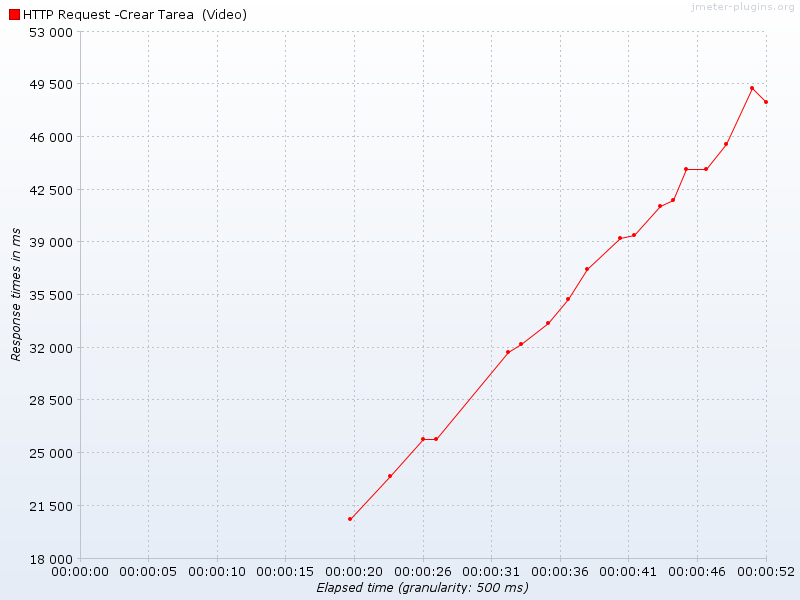 jmeter-plugins.org
HTTP Request -Crear Tarea (Video)
53 000
49 500
46 000
42 500
39 000
35 500
32 000
28 500
25 000
21 500
18 000
Response times in ms
00:00:00 00:00:05 00:00:10 00:00:15 00:00:20 00:00:26 00:00:31 00:00:36 00:00:41 00:00:46 00:00:52
Elapsed time (granularity: 500 ms)